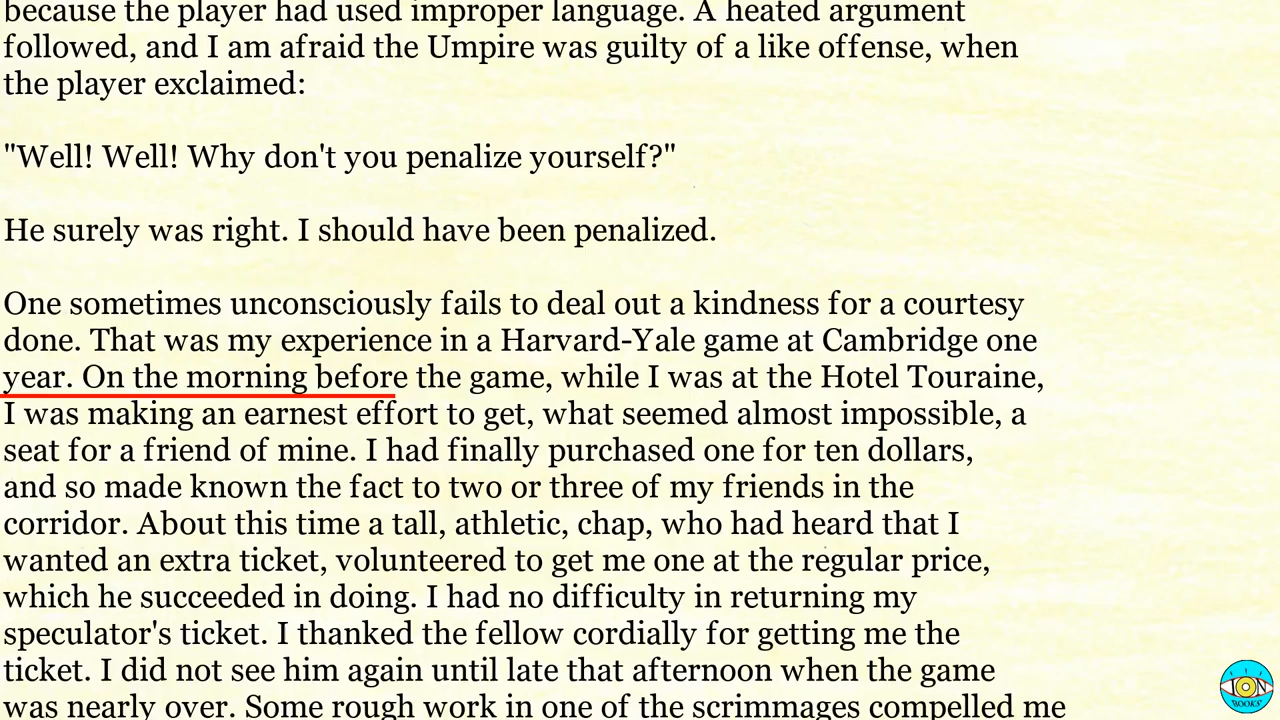 because the player had used improper language. A heated argument
followed, and I am afraid the Umpire was guilty of a like offense, when
the player exclaimed:
"Well! Well! Why don't you penalize yourself?"
He surely was right. I should have been penalized.
One sometimes unconsciously fails to deal out a kindness for a courtesy
done. That was my experience in a Harvard-Yale game at Cambridge one
year. On the morning before the game, while I was at the Hotel Touraine,
I was making an earnest effort to get, what seemed almost impossible, a
seat for a friend of mine. I had finally purchased one for ten dollars,
and so made known the fact to two or three of my friends in the
corridor. About this time a tall, athletic, chap, who had heard that I
wanted an extra ticket, volunteered to get me one at the regular price,
which he succeeded in doing. I had no difficulty in returning my
speculator's ticket. I thanked the fellow cordially for getting me the
ticket. I did not see him again until late that afternoon when the game
was nearly over. Some rough work in one of the scrimmages compelled me
ION
BOOKS